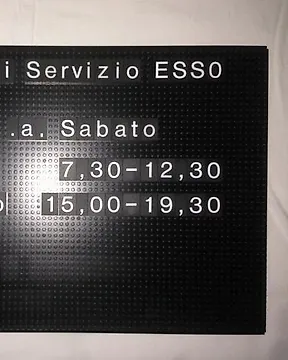 i Servizio ESSO
.a. Sabato
7,30-12,30
15,00-19,30